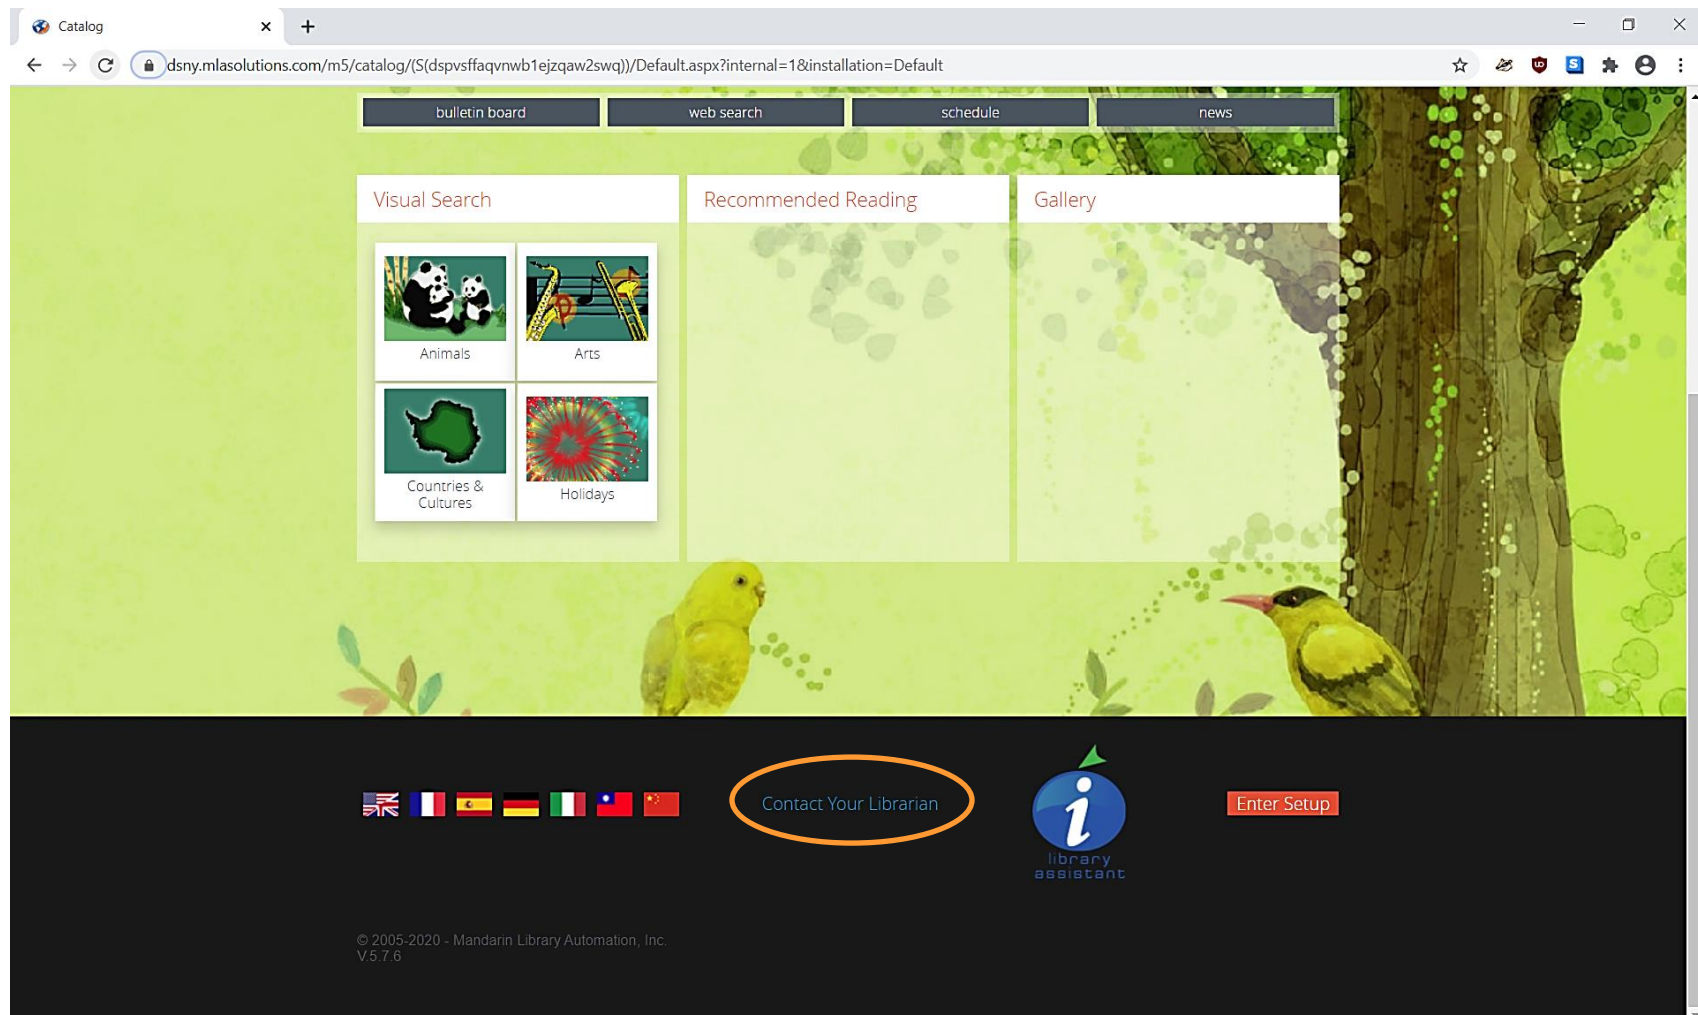 Catalog
dsny.mlasolutions.com/m5/catalog/(S(dspvsffaqvnwb1ejzqaw2swq))/Default.aspx?internal=1&installation=Default
bulletin board web search schedule news
Visual Search Recommended Reading Gallery
Animals Arts
Countries & Cultures Holidays
Contact Your Librarian
i
library
assistant
Enter Setup
© 2005-2020 - Mandarin Library Automation, Inc.
V.5.7.6